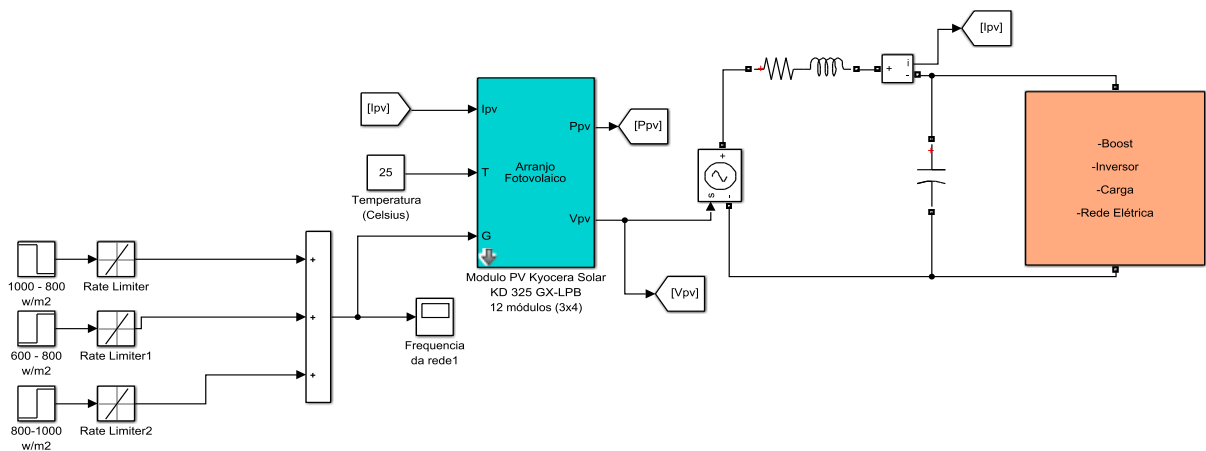 [Ipv]
[Ipv]
Ipv
Ppv
[Ppv]
25
T
Arranjo
Fotovolaico
Temperatura
(Celsius)
Vpv
G
Modulo PV Kyocera Solar
KD 325 GX-LPB
12 módulos (3x4)
[Vpv]
i
+
-
+
+
s
-
+
-Boost
-Inversor
-Carga
-Rede Elétrica
1000 - 800
w/m2
Rate Limiter
+
600 - 800
w/m2
Rate Limiter1
+
800-1000
w/m2
Rate Limiter2
+
Frequencia
da rede1